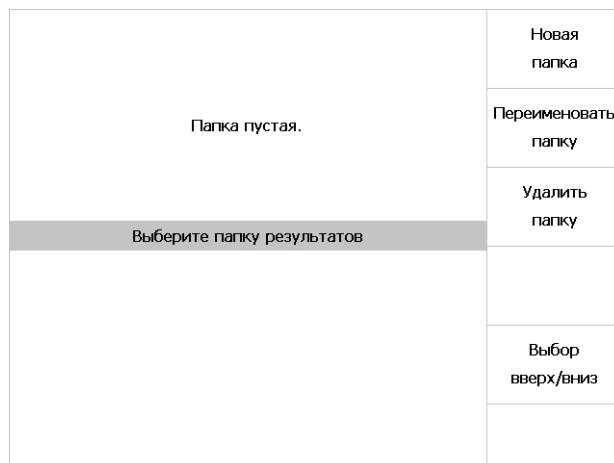 Папка пустая.
Выберите папку результатов
Новая
папка
Переименовать
папку
Удалить
папку
Выбор
вверх/вниз